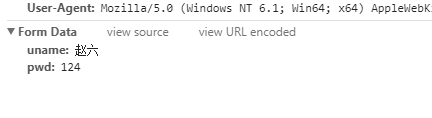 User-Agent: Mozilla/5.0 (Windows NT 6.1; Win64; x64) AppleWebKi
Form Data view source view URL encoded
uname: 赵六
pwd: 124